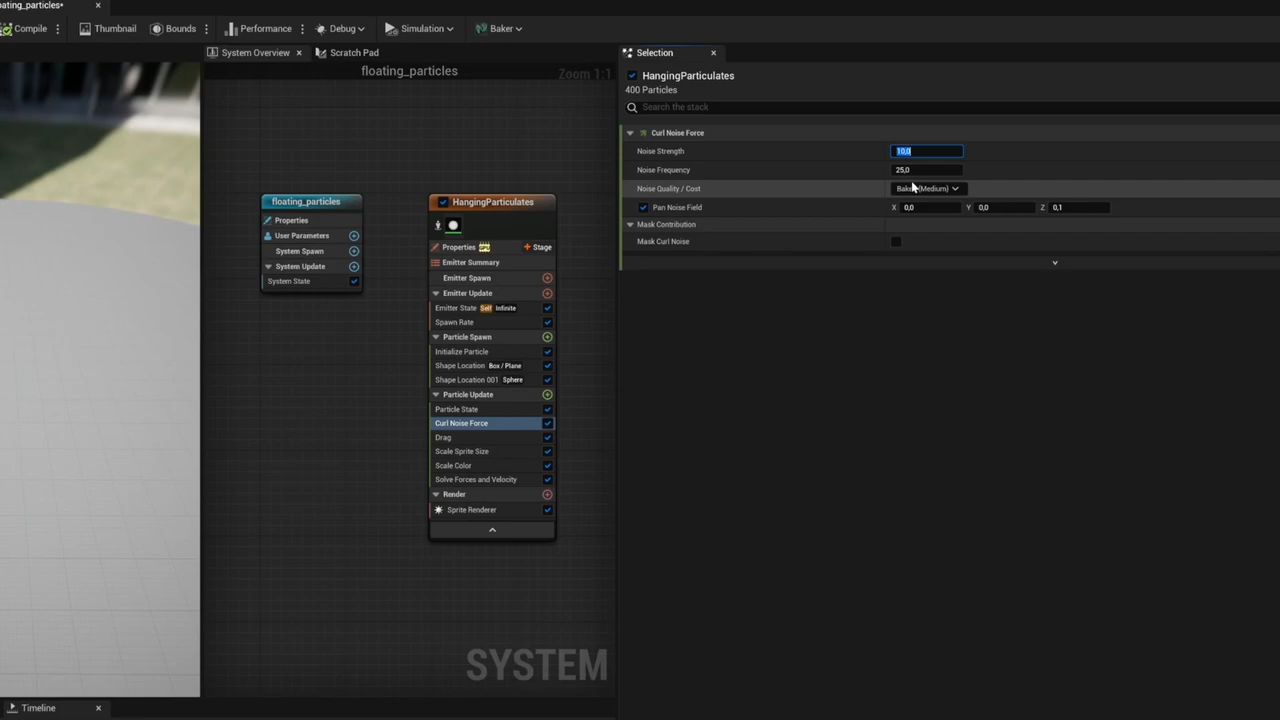 oating_particles*
Compile
Thumbnail
Bounds
Performance
Debug
Simulation
Baker
System Overview
Scratch Pad
floating_particles
Zoom 1:1
floating_particles
Properties
User Parameters
System Spawn
System Update
System State
HangingParticulates
Properties
Stage
Emitter Summary
Emitter Spawn
Emitter Update
Emitter State Self Infinite
Spawn Rate
Particle Spawn
Initialize Particle
Shape Location Box / Plane
Shape Location 001 Sphere
Particle Update
Particle State
Curl Noise Force
Drag
Scale Sprite Size
Scale Color
Solve Forces and Velocity
Render
Sprite Renderer
SYSTEM
Selection
HangingParticulates
400 Particles
Search the stack
Curl Noise Force
Noise Strength 10,0
Noise Frequency 25,0
Noise Quality / Cost (Medium)
Pan Noise Field X 0,0 Y 0,0 Z 0,1
Mask Contribution
Mask Curl Noise
Timeline